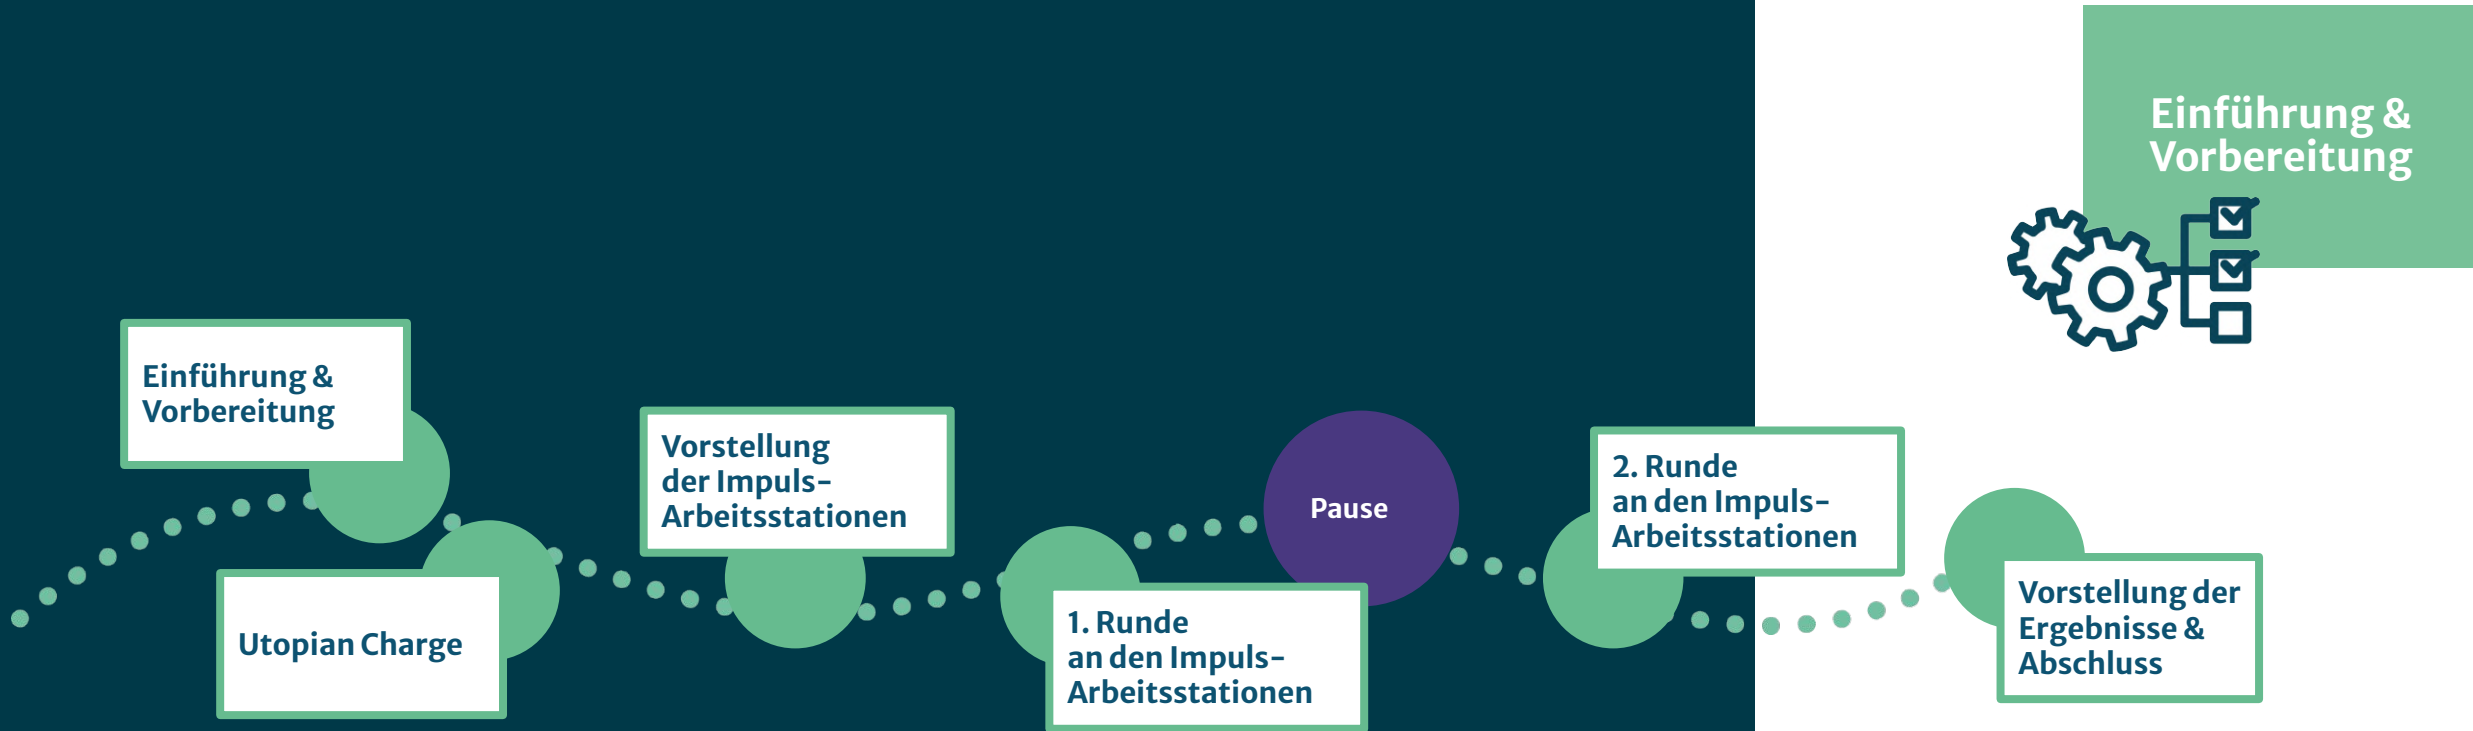 Einführung &
Vorbereitung
Einführung &
Vorbereitung
Utopian Charge
Vorstellung
der Impuls-
Arbeitsstationen
1. Runde
an den Impuls-
Arbeitsstationen
Pause
2. Runde
an den Impuls-
Arbeitsstationen
Vorstellung der
Ergebnisse &
Abschluss